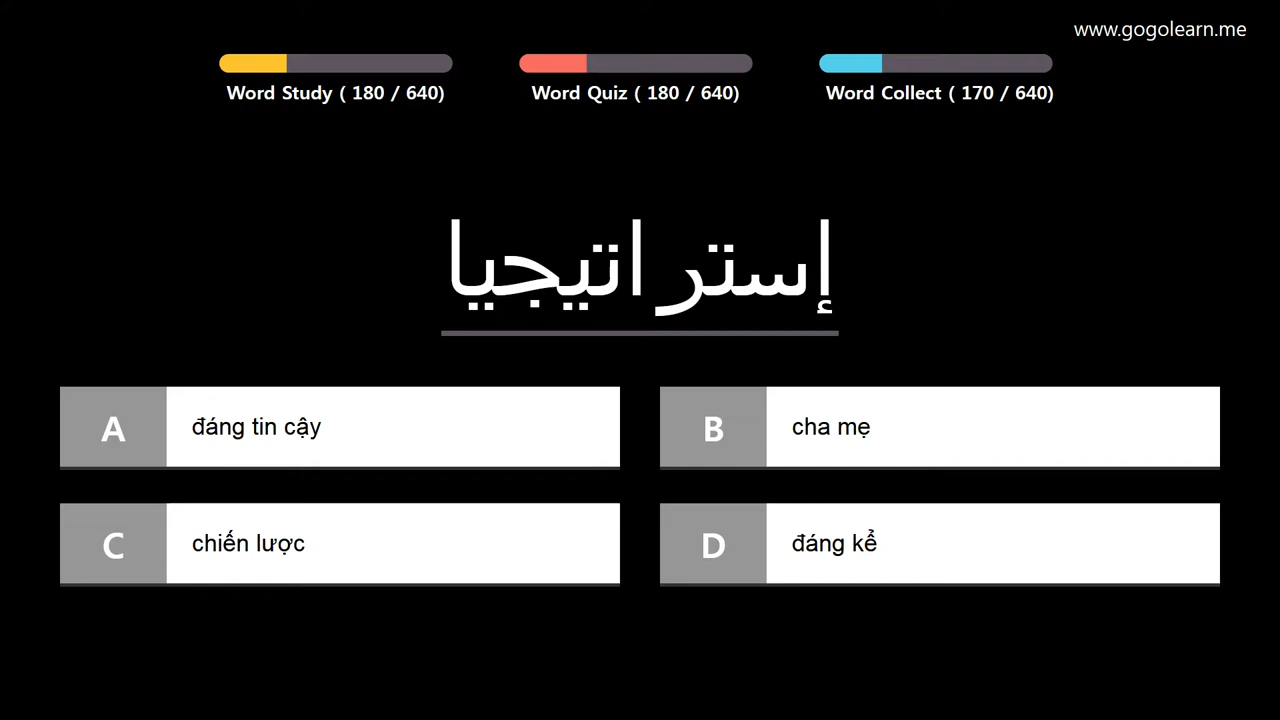 www.gogolearn.me
Word Study ( 180 / 640)
Word Quiz ( 180 / 640)
Word Collect ( 170 / 640)
إستراتيجيا
A đáng tin cậy
B cha mẹ
C chiến lược
D đáng kể